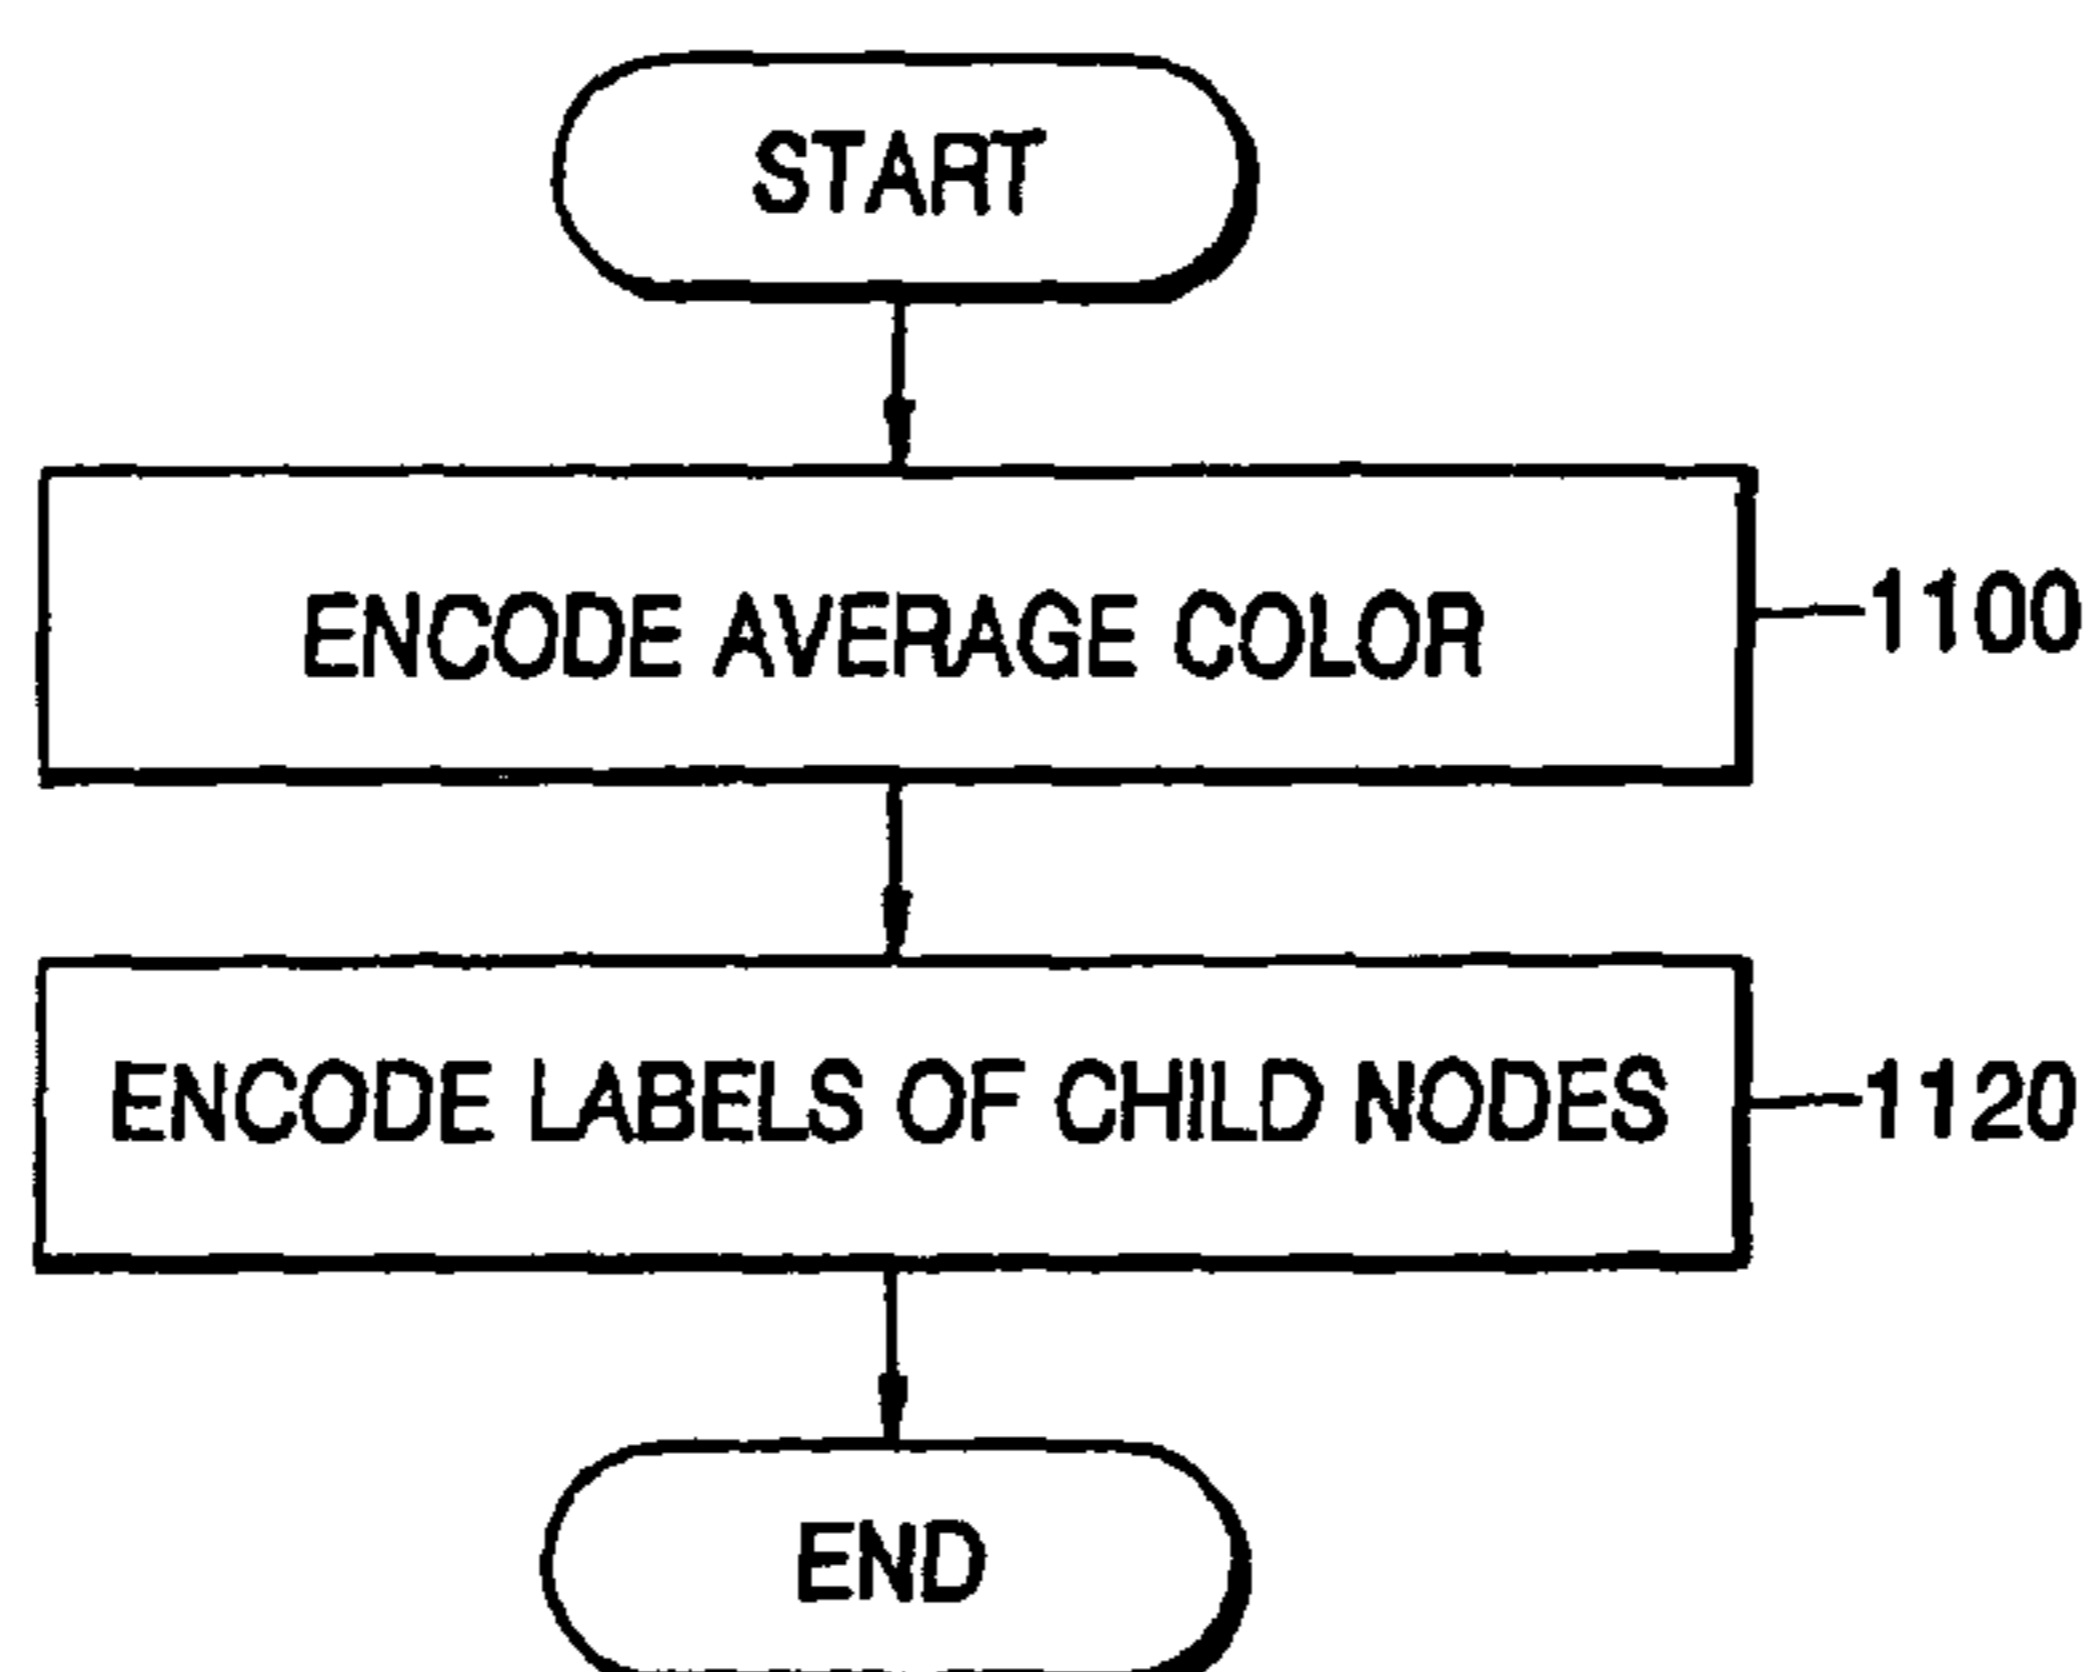 START
ENCODE AVERAGE COLOR
1100
ENCODE LABELS OF CHILD NODES
1120
END